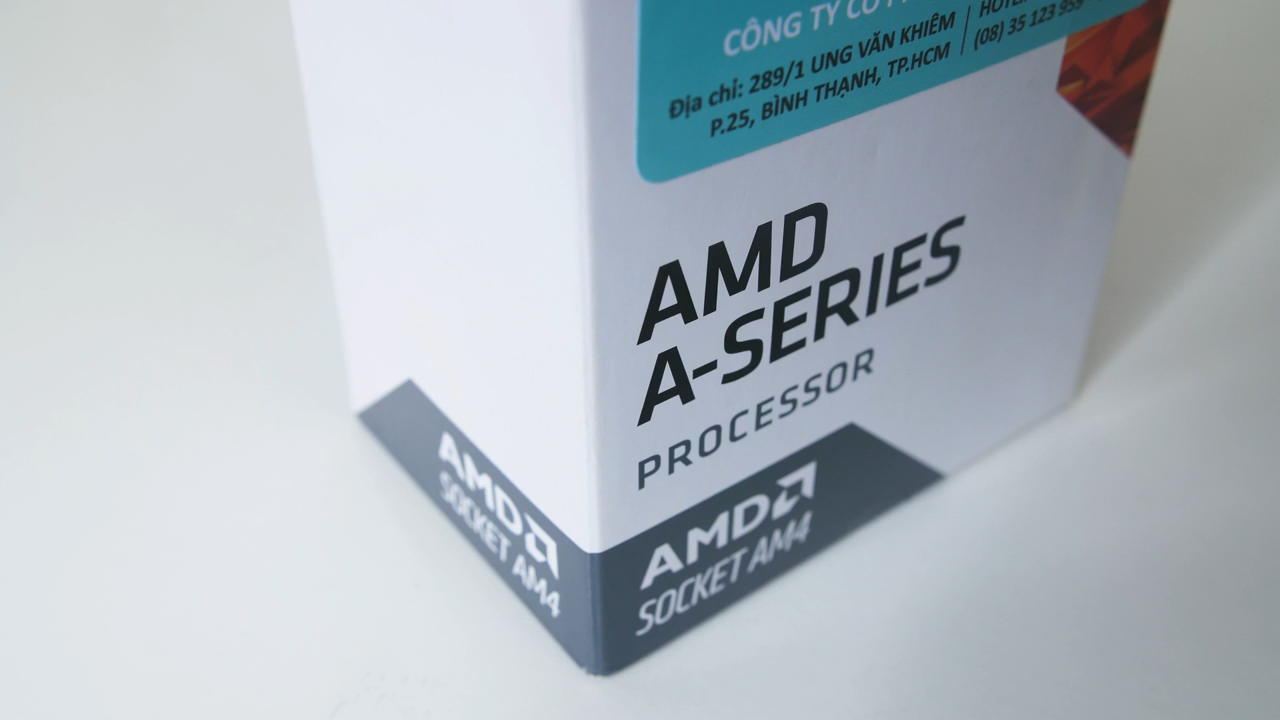 CÔNG TY CỔ
Địa chỉ: 289/1 UNG VĂN KHIÊM
P.25, BÌNH THẠNH, TP.HCM
(08) 35 123 959
AMD
A-SERIES
PROCESSOR
AMD
SOCKET AM4
AMD
SOCKET AM4